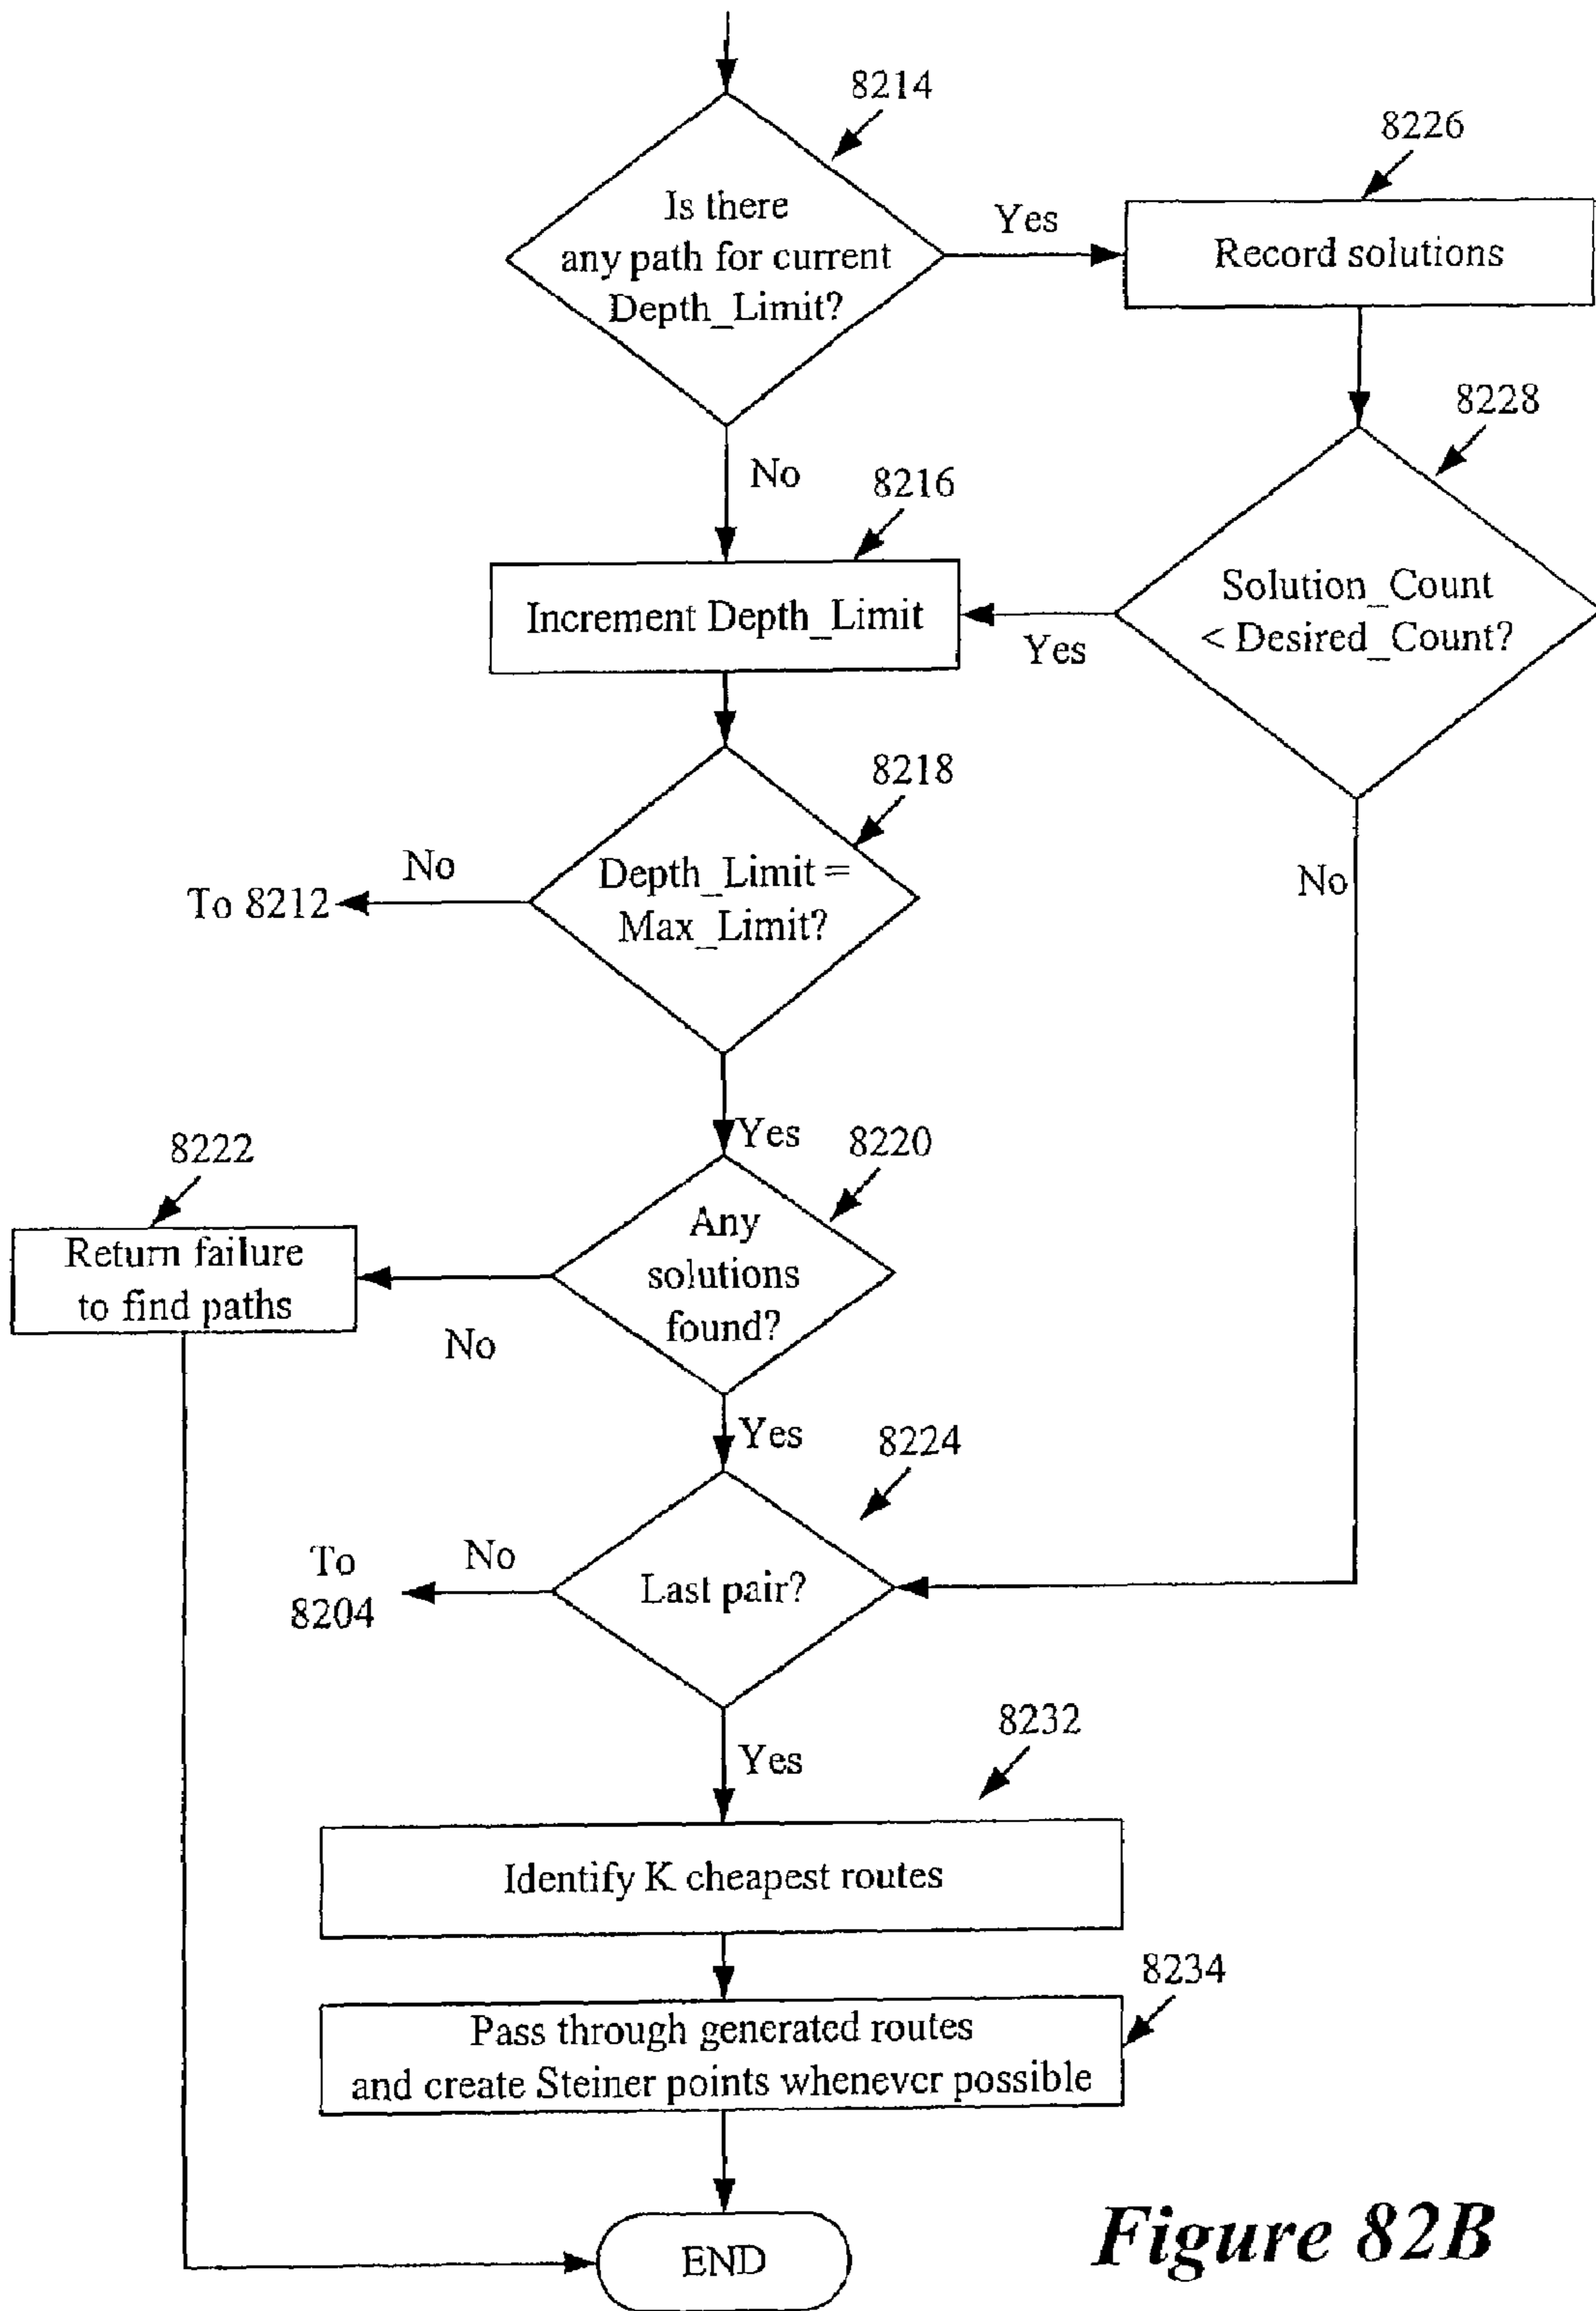 8214
Is there
any path for current
Depth_Limit?
Yes
8226
Record solutions
8228
Solution_Count
< Desired_Count?
Yes
No
No
8216
Increment Depth_Limit
8218
Depth_Limit =
Max_Limit?
No
To 8212
Yes
8220
Any
solutions
found?
8222
Return failure
to find paths
No
Yes
8224
Last pair?
No
To
8204
Yes
8232
Identify K cheapest routes
8234
Pass through generated routes
and create Steiner points whenever possible
END
Figure 82B